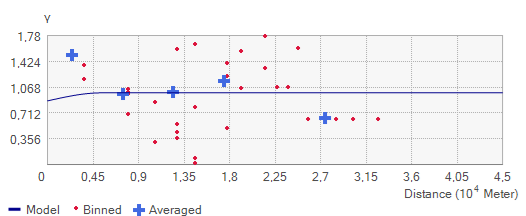 γ
1,78
1,424
1,068
0,712
0,356
0 0,45 0,9 1,35 1,8 2,25 2,7 3,15 3,6 4,05 4,5
Distance (10⁴ Meter)
Model Binned Averaged